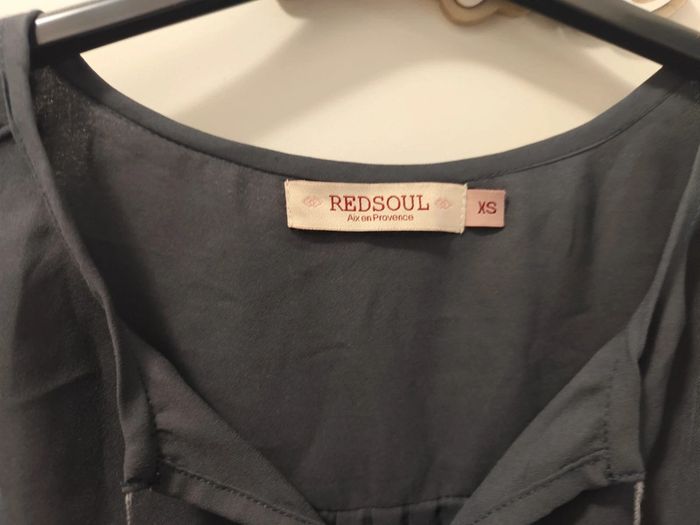 REDSOUL
Aix en Provence
XS